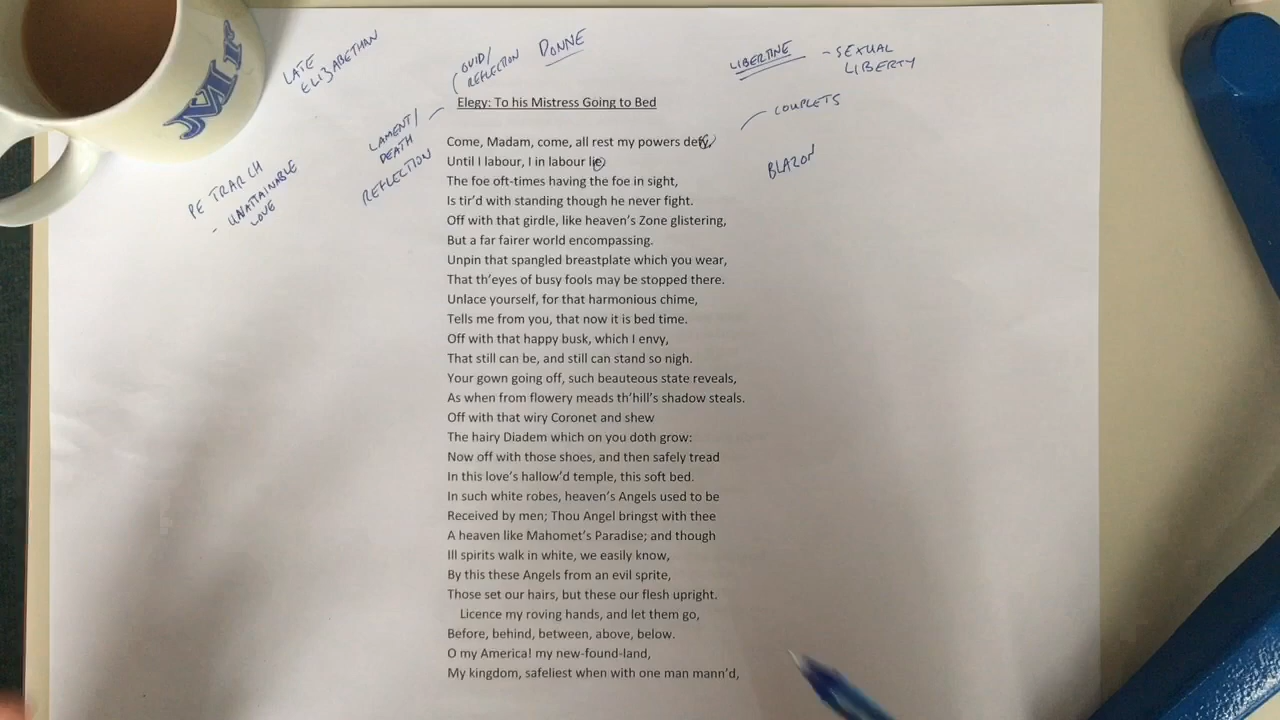 Mr
LATE
ELIZABETHAN
OVID/
REFLECTION
DONNE
LIBERTINE - SEXUAL
LIBERTY
Elegy: To his Mistress Going to Bed
COUPLETS
LAMENT/
DEATH
REFLECTION
PETRARCH
- UNATTAINABLE
LOVE
BLAZON
Come, Madam, come, all rest my powers defy,
Until I labour, I in labour lie.
The foe oft-times having the foe in sight,
Is tir’d with standing though he never fight.
Off with that girdle, like heaven’s Zone glistering,
But a far fairer world encompassing.
Unpin that spangled breastplate which you wear,
That th’eyes of busy fools may be stopped there.
Unlace yourself, for that harmonious chime,
Tells me from you, that now it is bed time.
Off with that happy busk, which I envy,
That still can be, and still can stand so nigh.
Your gown going off, such beauteous state reveals,
As when from flowery meads th’hill’s shadow steals.
Off with that wiry Coronet and shew
The hairy Diadem which on you doth grow:
Now off with those shoes, and then safely tread
In this love’s hallow’d temple, this soft bed.
In such white robes, heaven’s Angels used to be
Received by men; Thou Angel bringst with thee
A heaven like Mahomet’s Paradise; and though
Ill spirits walk in white, we easily know,
By this these Angels from an evil sprite,
Those set our hairs, but these our flesh upright.
Licence my roving hands, and let them go,
Before, behind, between, above, below.
O my America! my new-found-land,
My kingdom, safeliest when with one man mann’d,